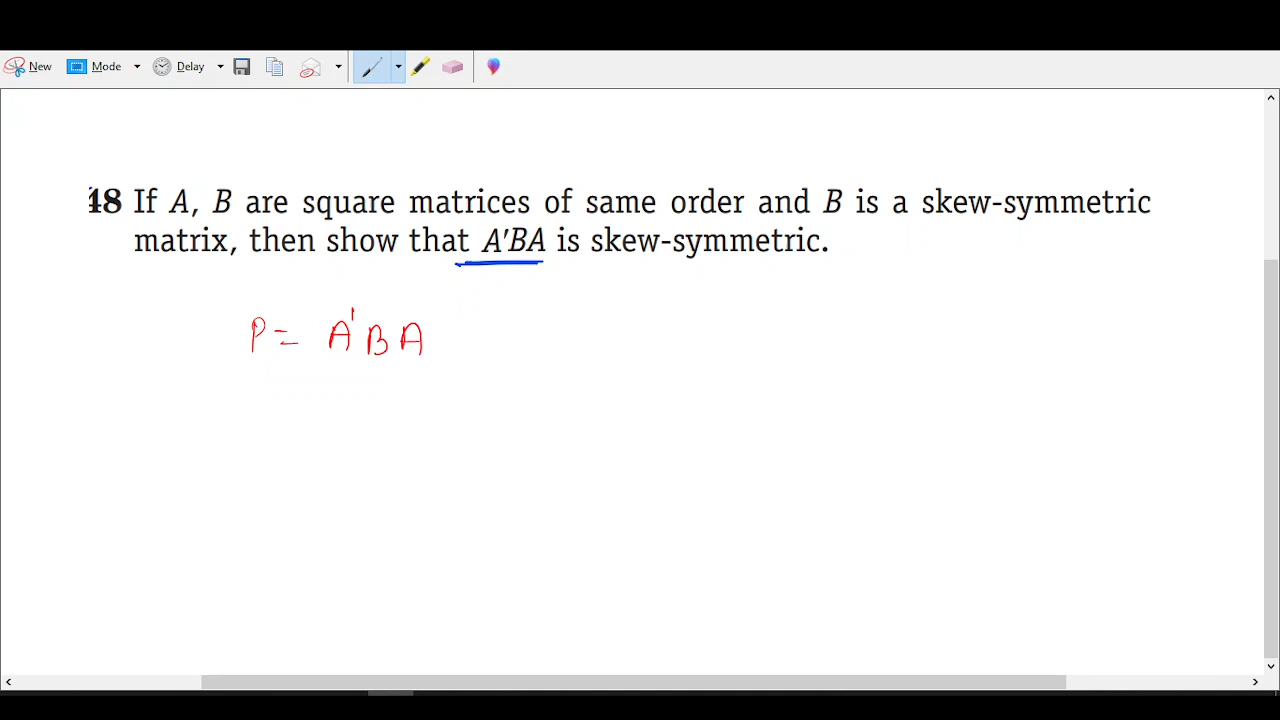 New Mode Delay
48 If A, B are square matrices of same order and B is a skew-symmetric
matrix, then show that A′BA is skew-symmetric.
P = A'BA